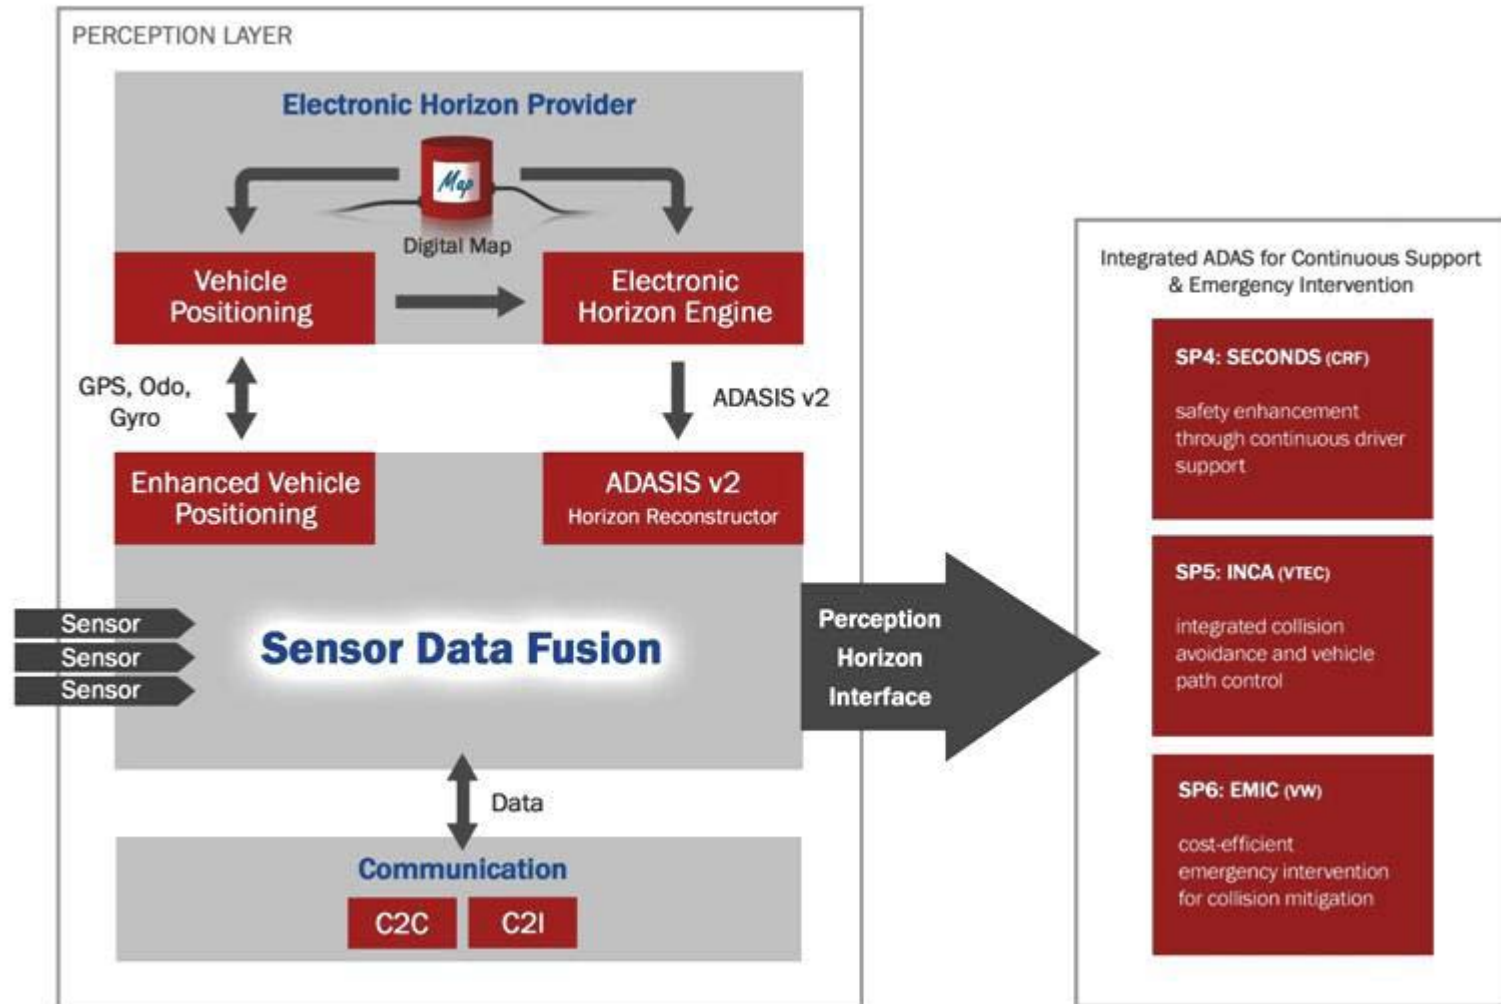 PERCEPTION LAYER
Electronic Horizon Provider
Map
Digital Map
Vehicle
Positioning
Electronic
Horizon Engine
GPS, Odo,
Gyro
ADASIS v2
Enhanced Vehicle
Positioning
ADASIS v2
Horizon Reconstructor
Sensor
Sensor
Sensor
Sensor Data Fusion
Perception
Horizon
Interface
Data
Communication
C2C
C2I
Integrated ADAS for Continuous Support
& Emergency Intervention
SP4: SECONDS (CRF)
safety enhancement
through continuous driver
support
SP5: INCA (VTEC)
integrated collision
avoidance and vehicle
path control
SP6: EMIC (VW)
cost-efficient
emergency intervention
for collision mitigation